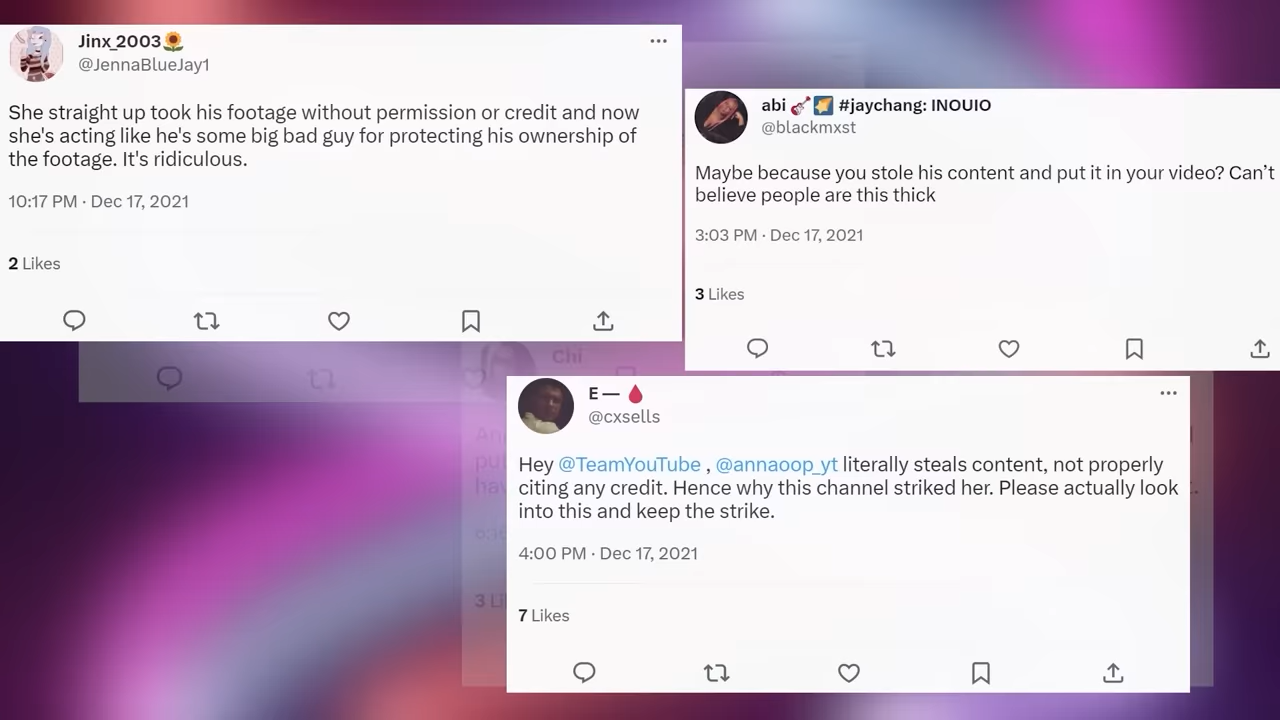 Jinx_2003🌻
@JennaBlueJay1
She straight up took his footage without permission or credit and now
she's acting like he's some big bad guy for protecting his ownership of
the footage. It's ridiculous.
10:17 PM · Dec 17, 2021
2 Likes
abi 🎸🌠 #jaychang: INOUIO
@blackmxst
Maybe because you stole his content and put it in your video? Can’t
believe people are this thick
3:03 PM · Dec 17, 2021
3 Likes
Chi
E — 🩸
@cxsells
Hey @TeamYouTube , @annaoop_yt literally steals content, not properly
citing any credit. Hence why this channel striked her. Please actually look
into this and keep the strike.
4:00 PM · Dec 17, 2021
7 Likes